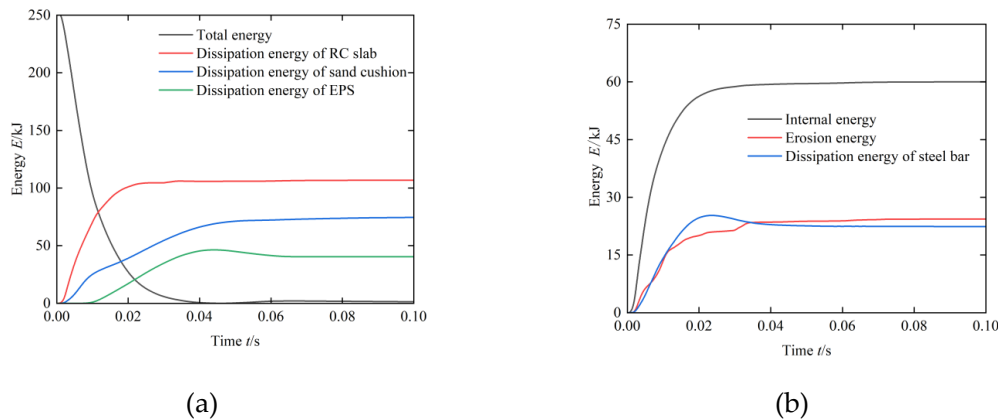 250
200
150
100
50
0
Energy E/kJ
Total energy
Dissipation energy of RC slab
Dissipation energy of sand cushion
Dissipation energy of EPS
0.00 0.02 0.04 0.06 0.08 0.10
Time t/s
(a)
75
60
45
30
15
0
Energy E/kJ
Internal energy
Erosion energy
Dissipation energy of steel bar
0.00 0.02 0.04 0.06 0.08 0.10
Time t/s
(b)